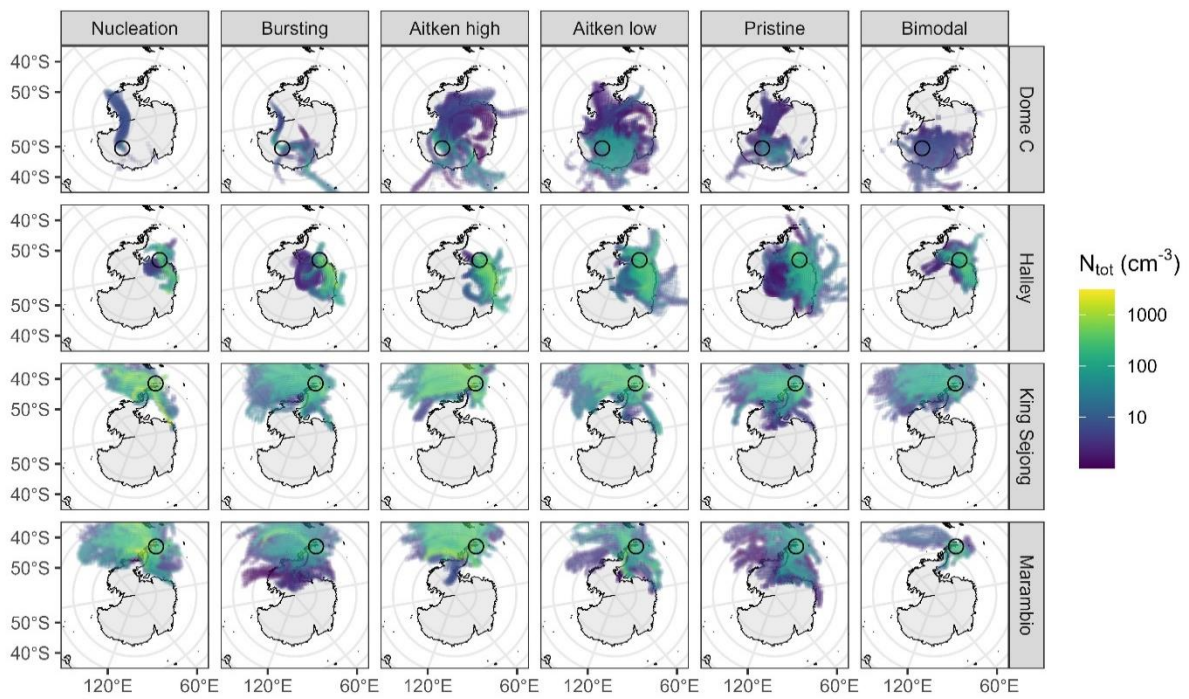 Nucleation Bursting Aitken high Aitken low Pristine Bimodal
40°S
50°S
50°S
40°S
Dome C
40°S
50°S
50°S
40°S
Halley
N_tot (cm⁻³)
1000
100
10
40°S
50°S
50°S
40°S
King Sejong
40°S
50°S
50°S
40°S
Marambio
120°E 60°E 120°E 60°E 120°E 60°E 120°E 60°E 120°E 60°E 120°E 60°E